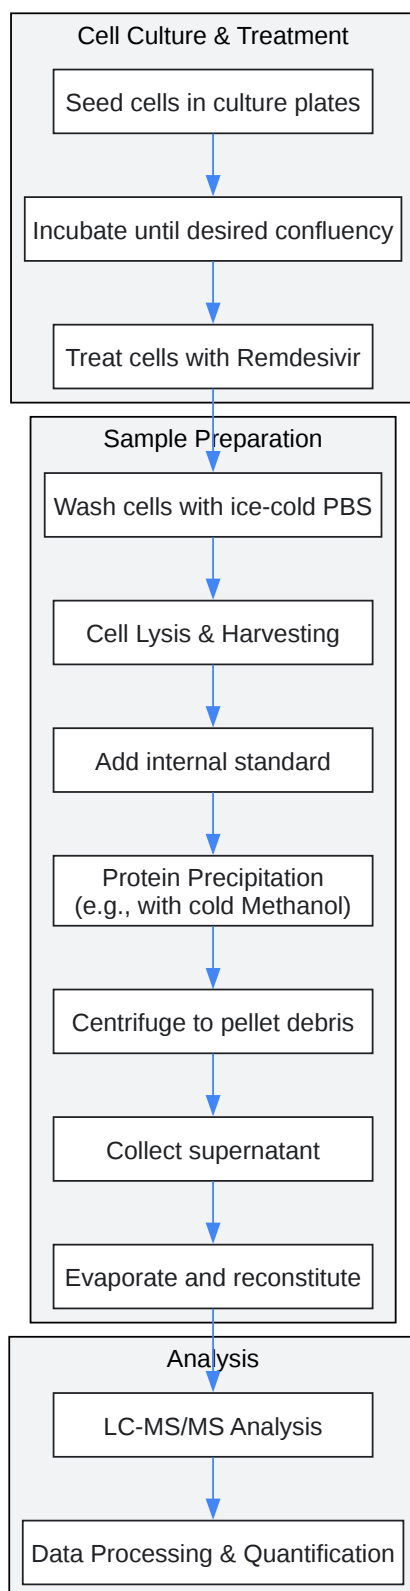 Cell Culture & Treatment
Seed cells in culture plates
Incubate until desired confluency
Treat cells with Remdesivir
Sample Preparation
Wash cells with ice-cold PBS
Cell Lysis & Harvesting
Add internal standard
Protein Precipitation
(e.g., with cold Methanol)
Centrifuge to pellet debris
Collect supernatant
Evaporate and reconstitute
Analysis
LC-MS/MS Analysis
Data Processing & Quantification